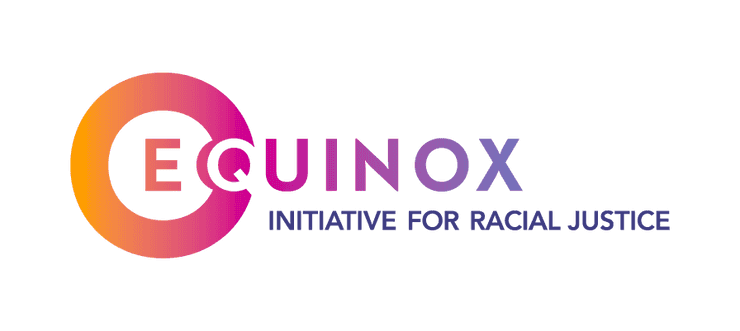 EQUINOX
INITIATIVE FOR RACIAL JUSTICE